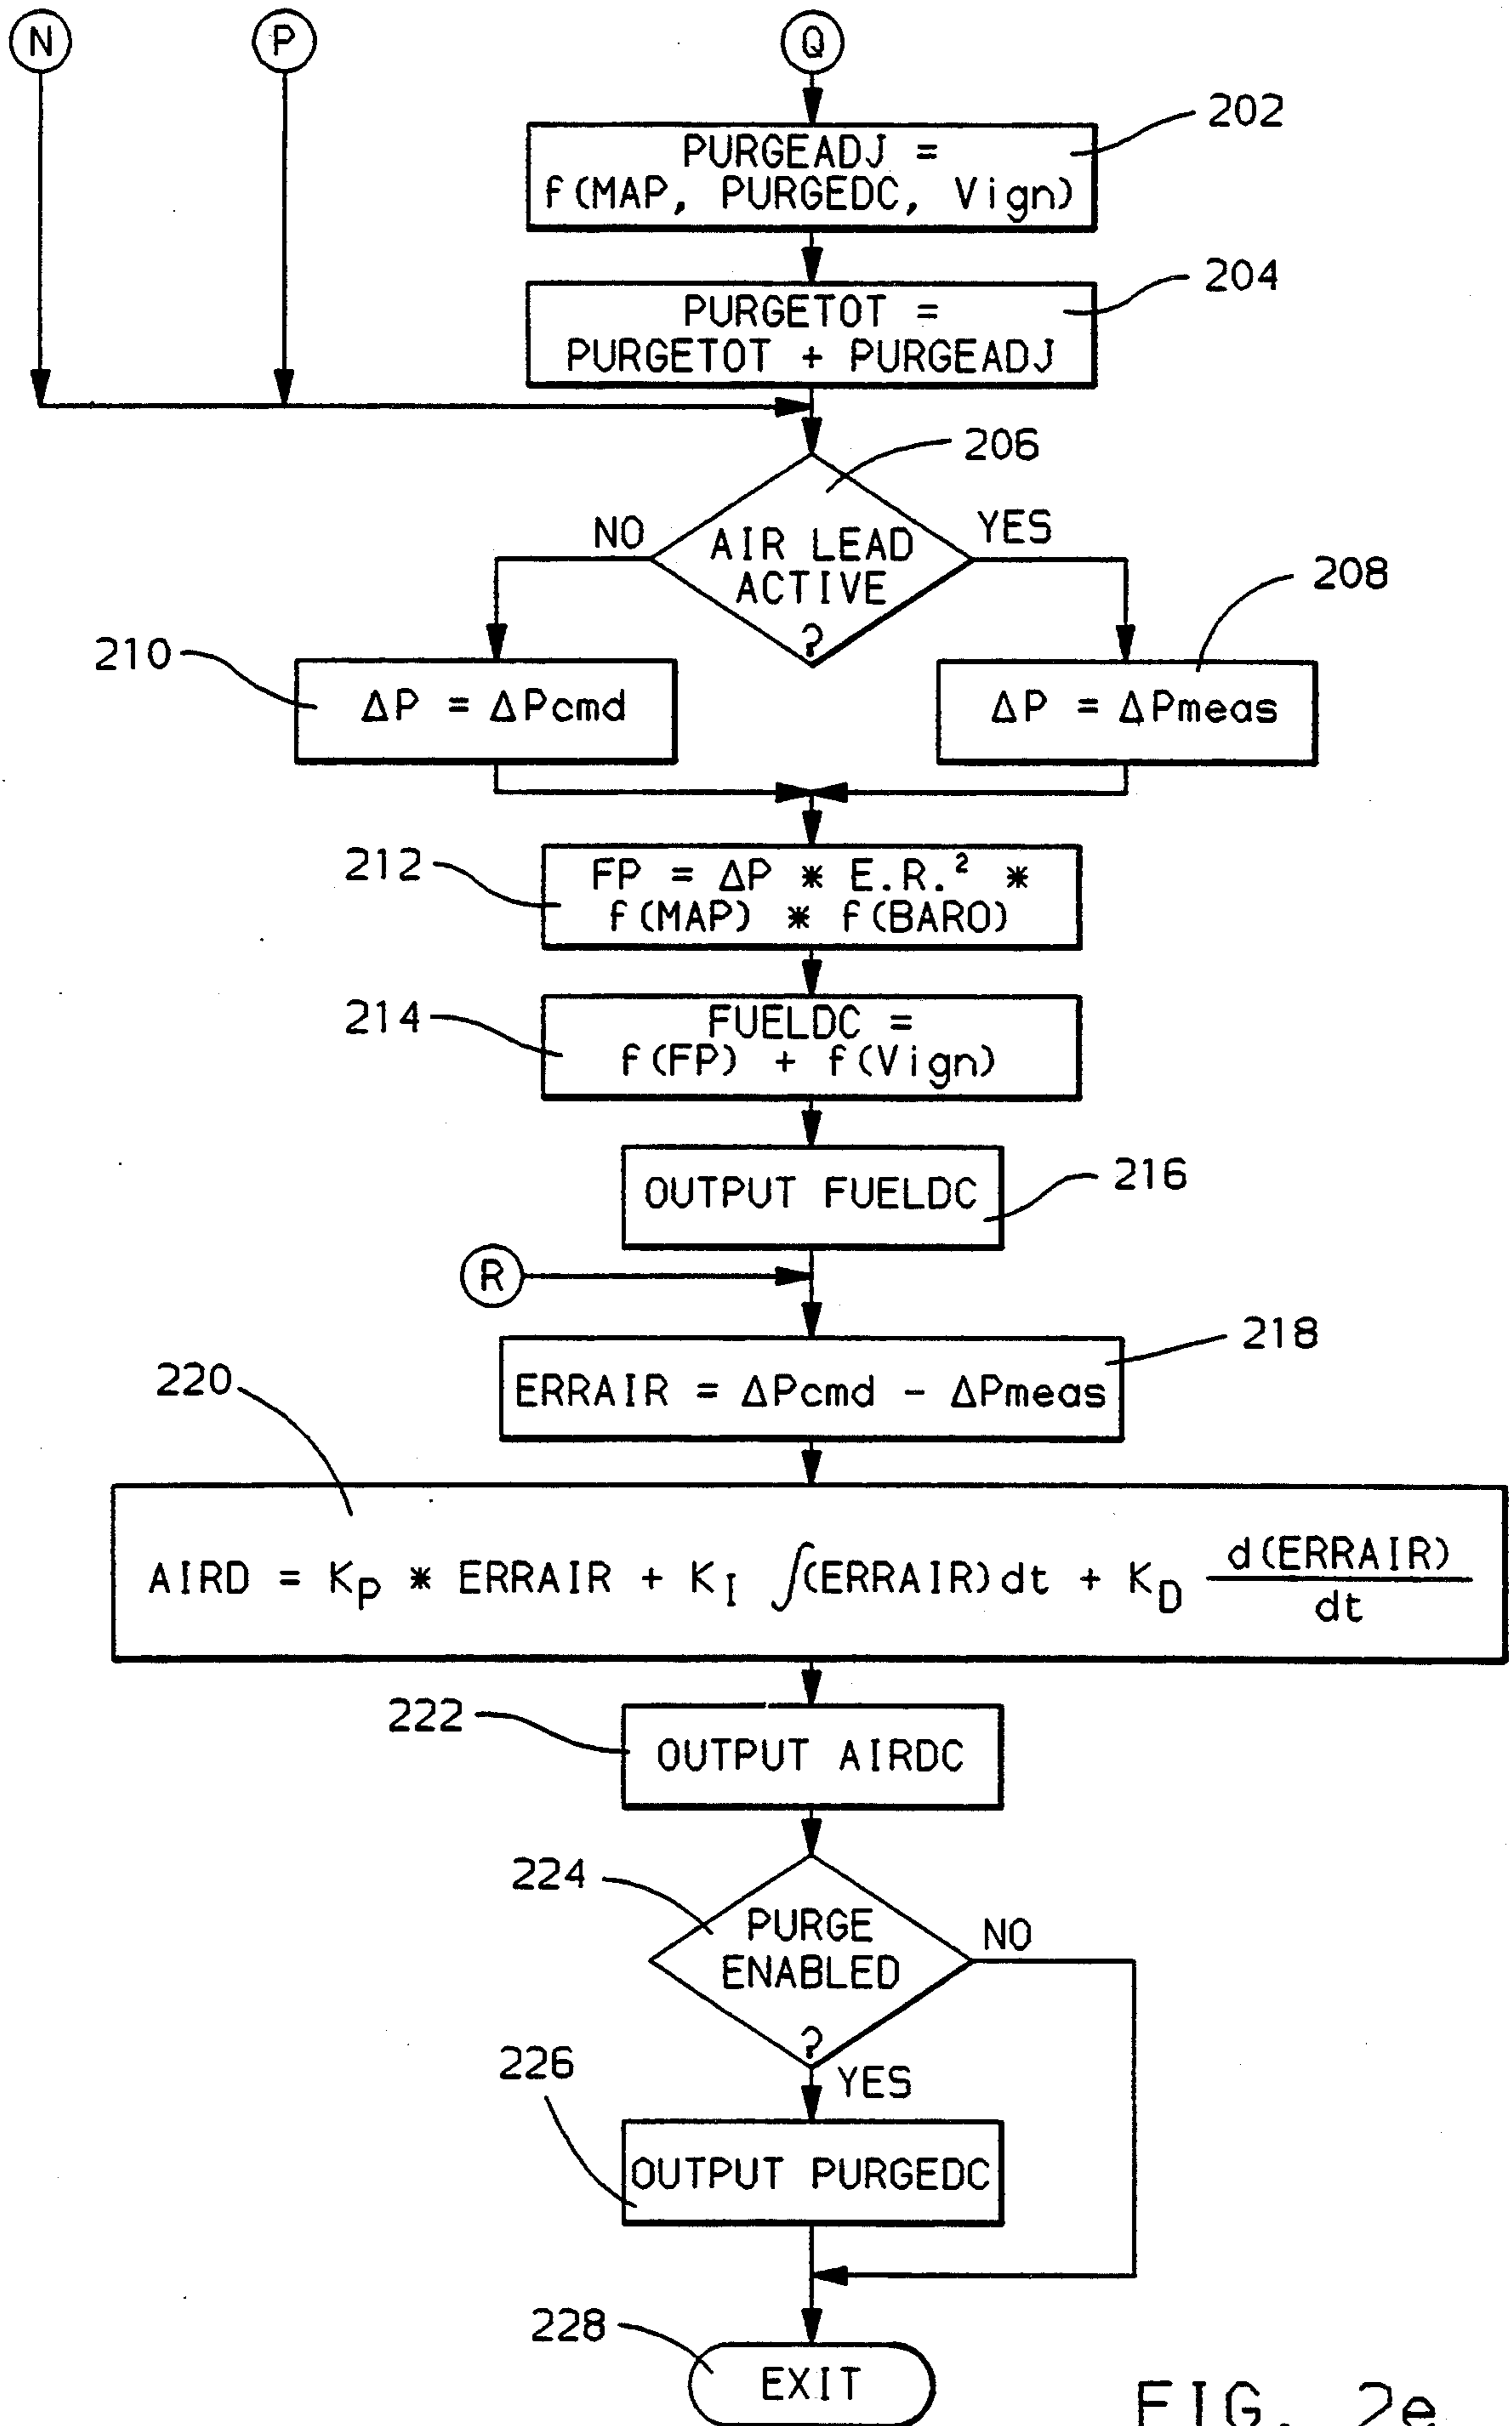 N
P
Q
202
PURGEADJ =
f(MAP, PURGEDC, Vign)
204
PURGETOT =
PURGETOT + PURGEADJ
206
NO
AIR LEAD
ACTIVE
?
YES
208
210
ΔP = ΔPcmd
ΔP = ΔPmeas
212
FP = ΔP * E.R.² *
f(MAP) * f(BARO)
214
FUELDC =
f(FP) + f(Vign)
OUTPUT FUELDC
216
R
218
ERRAIR = ΔPcmd - ΔPmeas
220
AIRD = KP * ERRAIR + KI ∫(ERRAIR)dt + KD d(ERRAIR)/dt
222
OUTPUT AIRDC
224
PURGE
ENABLED
?
NO
YES
226
OUTPUT PURGEDC
228
EXIT
FIG. 2e